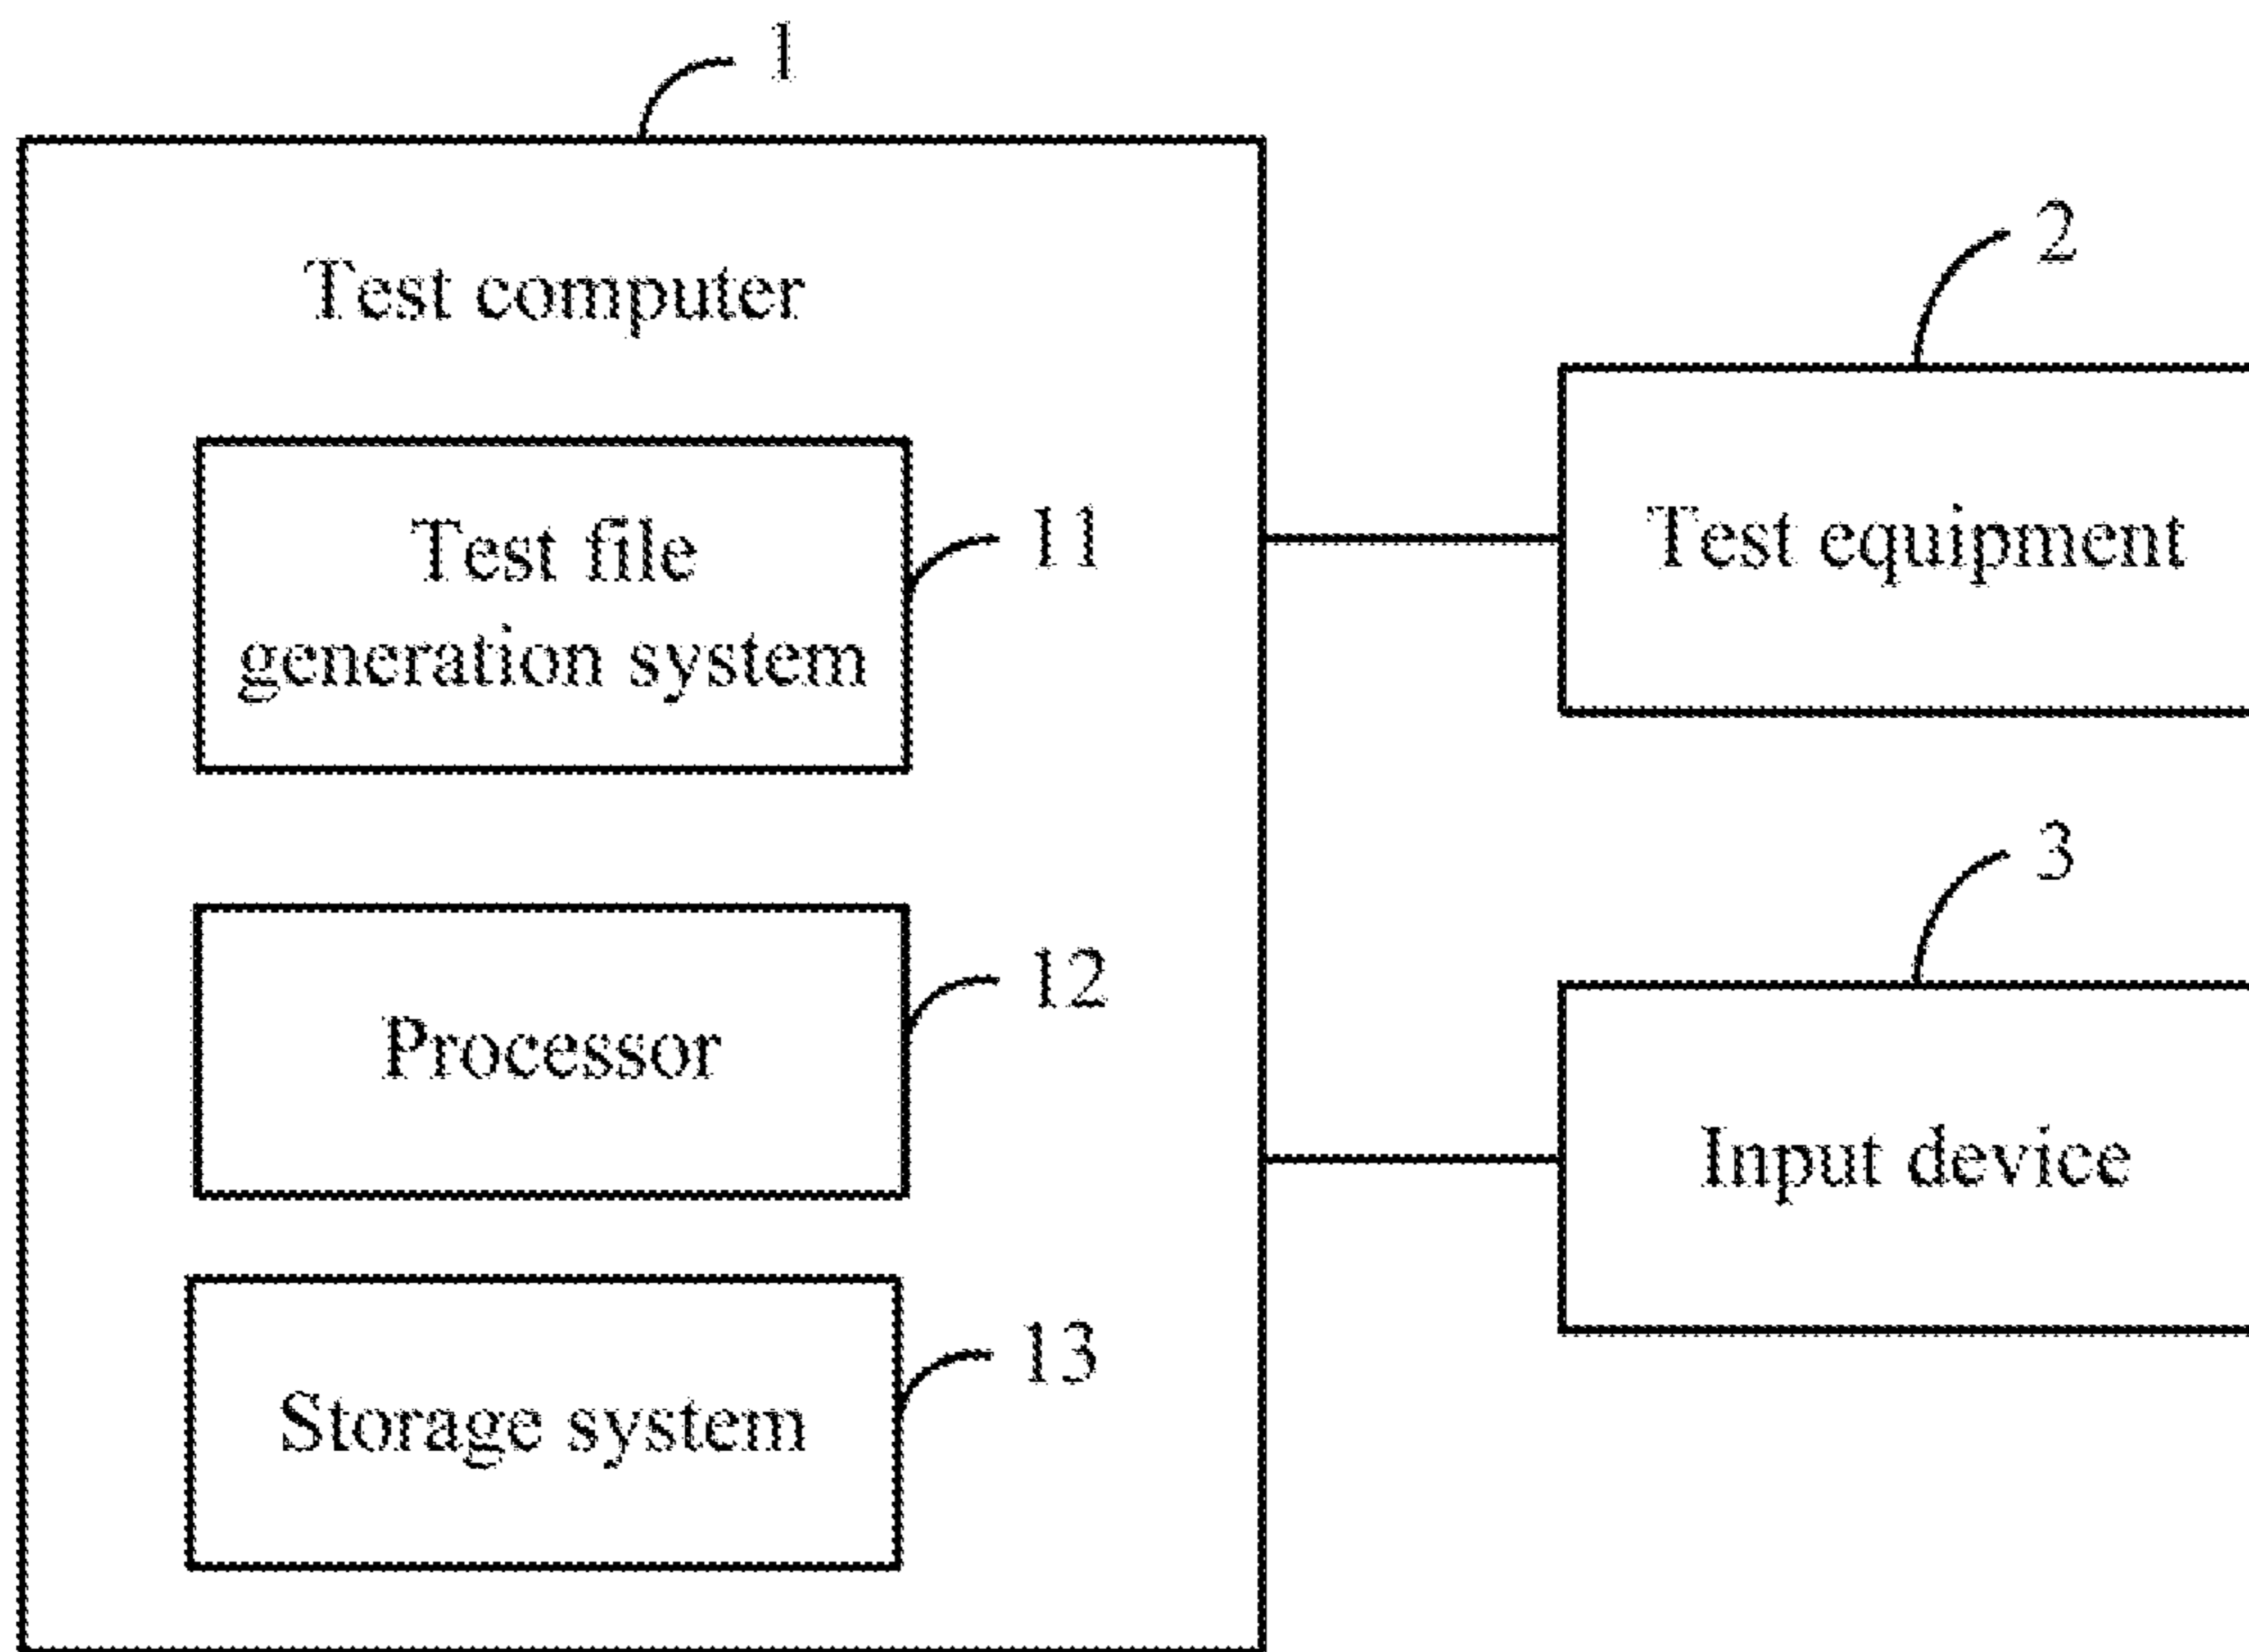 1
Test computer
2
Test file
generation system
11
Test equipment
Processor
12
3
Input device
Storage system
13